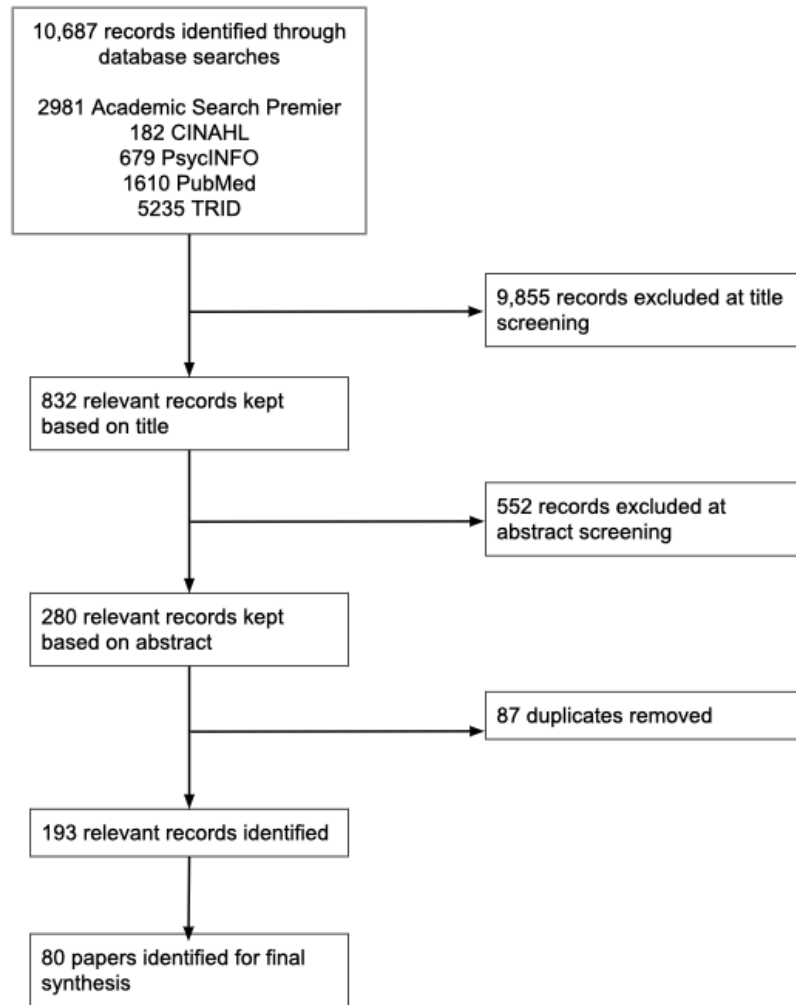 10,687 records identified through
database searches
2981 Academic Search Premier
182 CINAHL
679 PsycINFO
1610 PubMed
5235 TRID
9,855 records excluded at title
screening
832 relevant records kept
based on title
552 records excluded at
abstract screening
280 relevant records kept
based on abstract
87 duplicates removed
193 relevant records identified
80 papers identified for final
synthesis